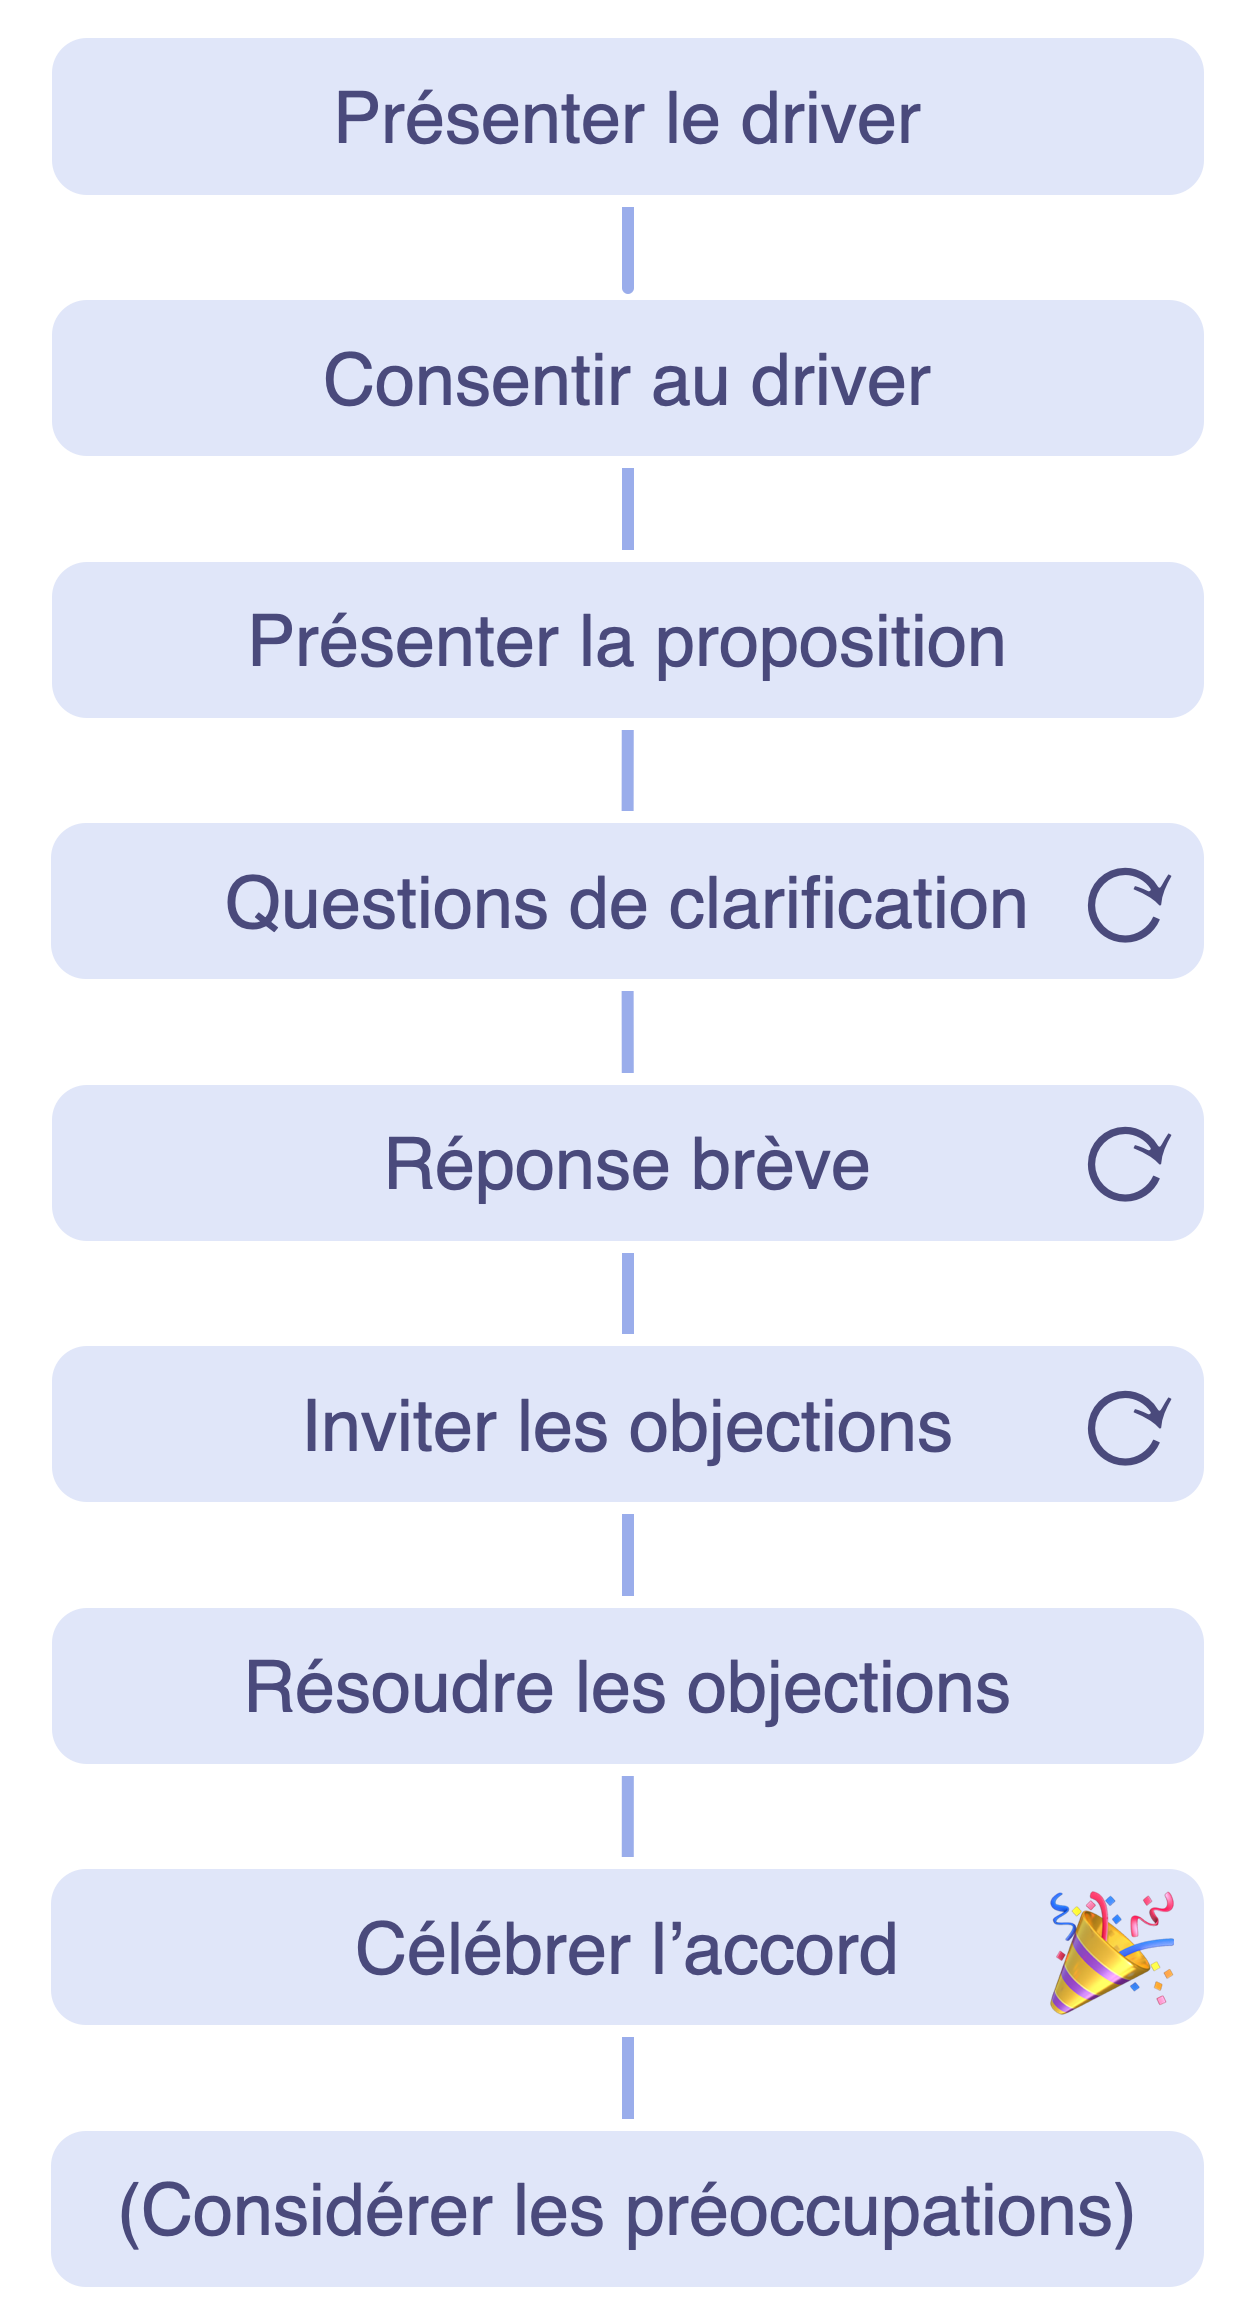 Présenter le driver
Consentir au driver
Présenter la proposition
Questions de clarification
Réponse brève
Inviter les objections
Résoudre les objections
Célébrer l’accord
(Considérer les préoccupations)